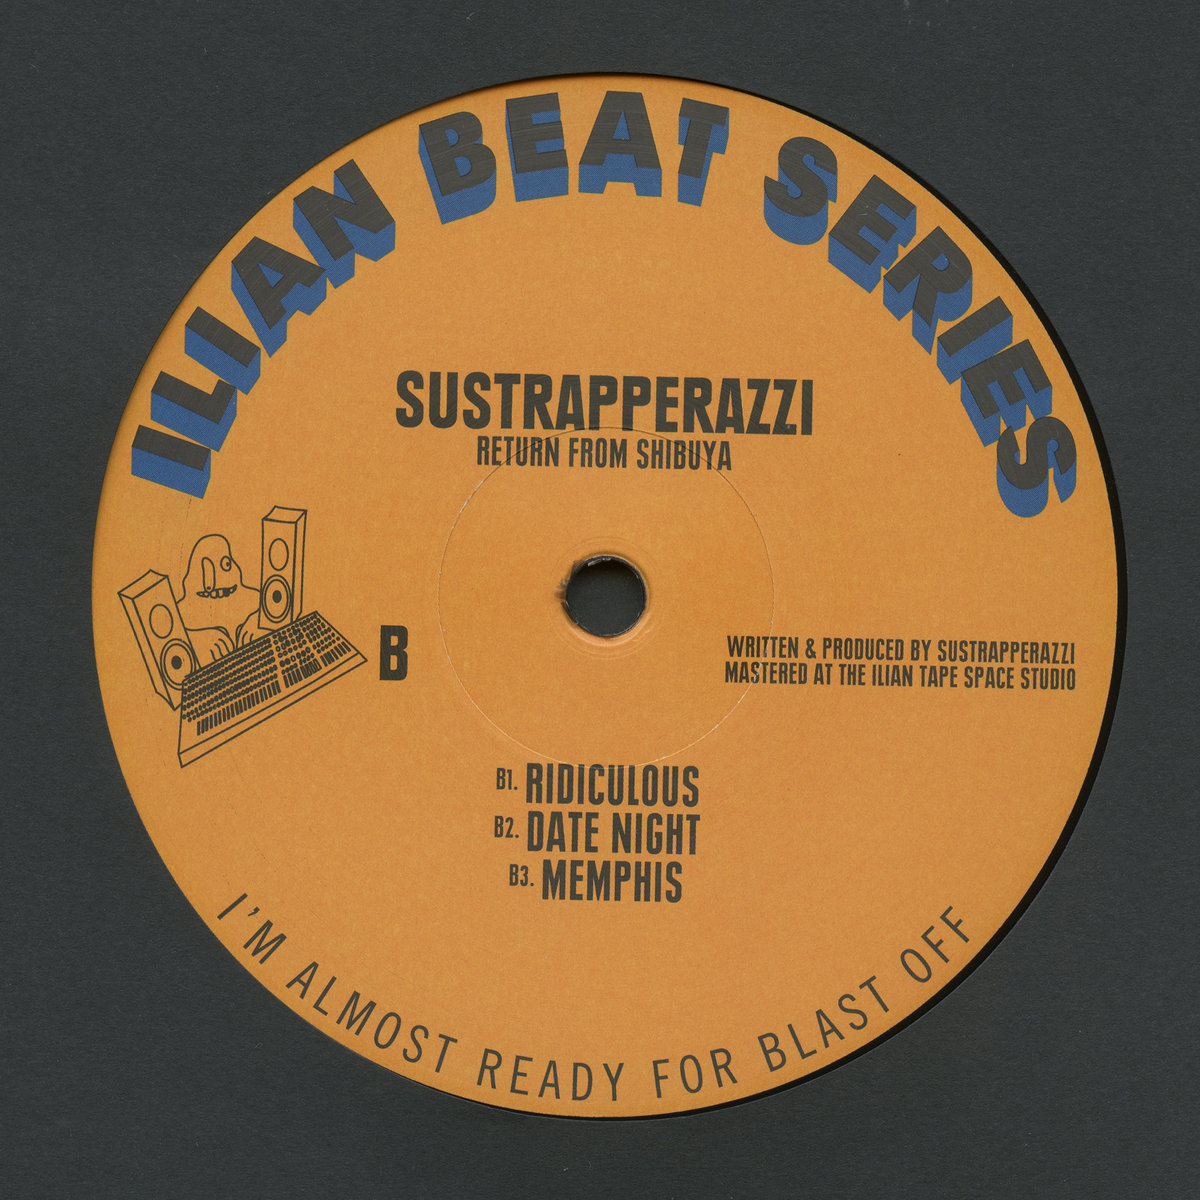 ILIAN BEAT SERIES
SUSTRAPPERAZZI
RETURN FROM SHIBUYA
B
WRITTEN & PRODUCED BY SUSTRAPPERAZZI
MASTERED AT THE ILIAN TAPE SPACE STUDIO
B1. RIDICULOUS
B2. DATE NIGHT
B3. MEMPHIS
I'M ALMOST READY FOR BLAST OFF